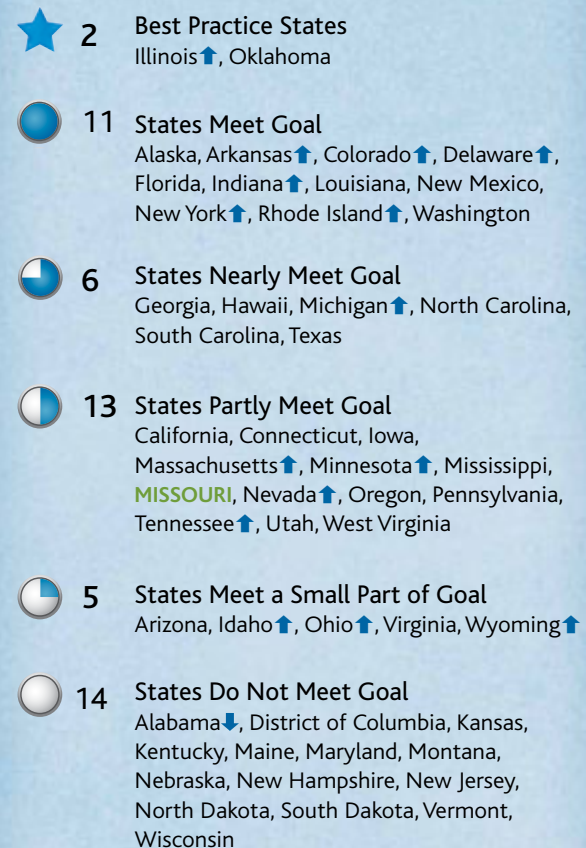 2 Best Practice States
Illinois⬆, Oklahoma
11 States Meet Goal
Alaska, Arkansas⬆, Colorado⬆, Delaware⬆,
Florida, Indiana⬆, Louisiana, New Mexico,
New York⬆, Rhode Island⬆, Washington
6 States Nearly Meet Goal
Georgia, Hawaii, Michigan⬆, North Carolina,
South Carolina, Texas
13 States Partly Meet Goal
California, Connecticut, Iowa,
Massachusetts⬆, Minnesota⬆, Mississippi,
MISSOURI, Nevada⬆, Oregon, Pennsylvania,
Tennessee⬆, Utah, West Virginia
5 States Meet a Small Part of Goal
Arizona, Idaho⬆, Ohio⬆, Virginia, Wyoming⬆
14 States Do Not Meet Goal
Alabama⬇, District of Columbia, Kansas,
Kentucky, Maine, Maryland, Montana,
Nebraska, New Hampshire, New Jersey,
North Dakota, South Dakota, Vermont,
Wisconsin